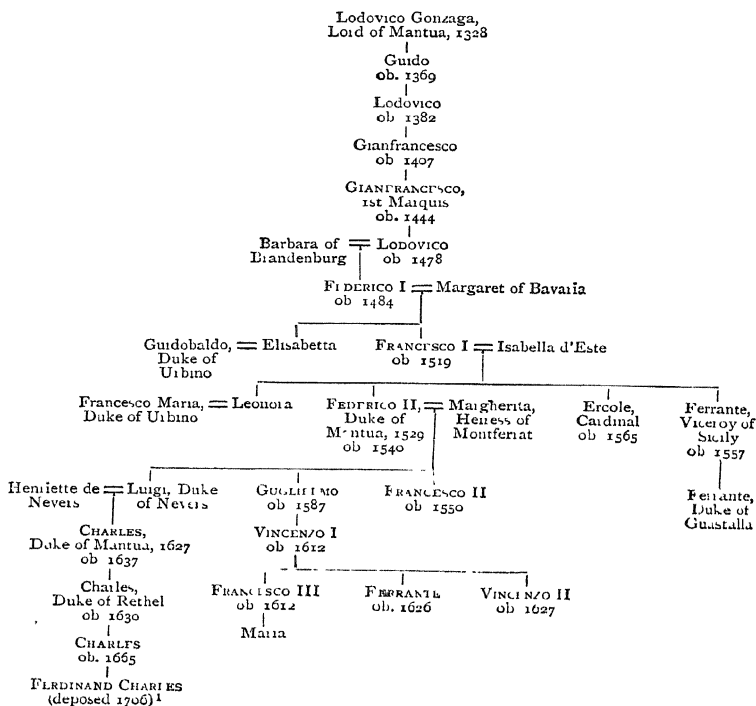 Lodovico Gonzaga,
Lord of Mantua, 1328
Guido
ob. 1369
Lodovico
ob 1382
Gianfrancesco
ob 1407
GIANFRANCESCO,
1st Marquis
ob. 1444
Barbara of
Brandenburg
LODOVICO
ob 1478
FEDERICO I
ob 1484
Margaret of Bavaria
Guidobaldo,
Duke of
Urbino
Elisabetta
FRANCESCO I
ob 1519
Isabella d'Este
Francesco Maria,
Duke of Urbino
Leonora
FEDERICO II,
Duke of
Mantua, 1529
ob 1540
Margherita,
Heiress of
Montferrat
Ercole,
Cardinal
ob 1565
Ferrante,
Viceroy of
Sicily
ob 1557
Henriette de
Nevers
Luigi, Duke
of Nevers
GUGLIELMO
ob 1587
FRANCESCO II
ob 1550
Ferrante,
Duke of
Guastalla
CHARLES,
Duke of Mantua, 1627
ob 1637
VINCENZO I
ob 1612
Charles,
Duke of Rethel
ob 1630
FRANCESCO III
ob 1612
FERRANTE
ob. 1626
VINCENZO II
ob 1627
Maria
CHARLES
ob. 1665
FERDINAND CHARLES
(deposed 1706)¹